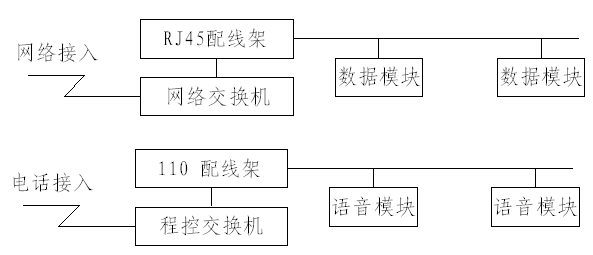 RJ45配线架
网络接入
数据模块
数据模块
网络交换机
110 配线架
电话接入
语音模块
语音模块
程控交换机